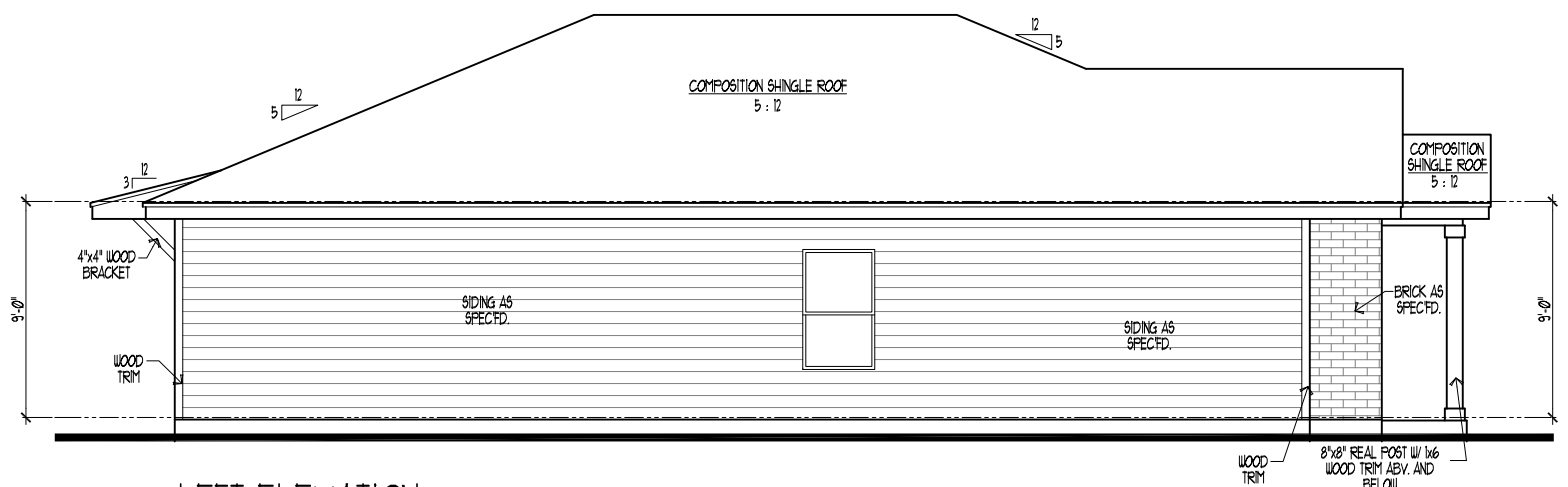 12
5
COMPOSITION SHINGLE ROOF
5 : 12
12
5
12
3
COMPOSITION
SHINGLE ROOF
5 : 12
4"x4" WOOD
BRACKET
9'-0"
SIDING AS
SPEC'FD.
SIDING AS
SPEC'FD.
BRICK AS
SPEC'FD.
9'-0"
WOOD
TRIM
WOOD
TRIM
8"x8" REAL POST W/ 1x6
WOOD TRIM ABV. AND
BELOW